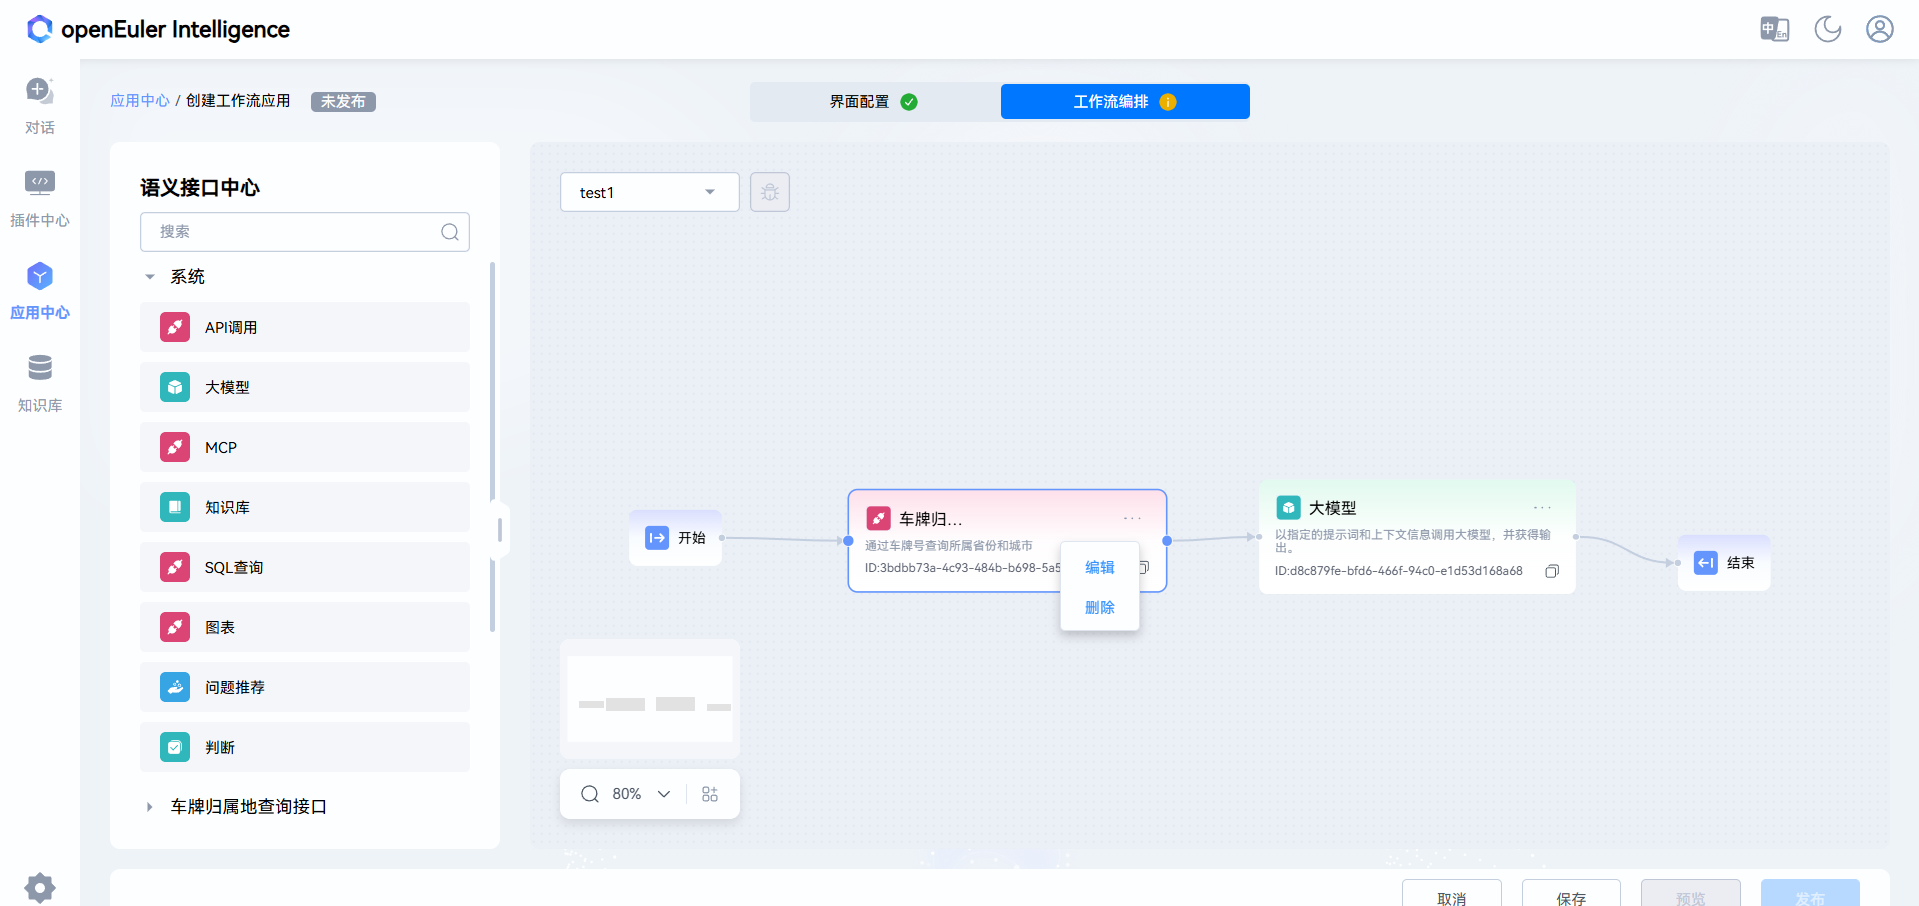 openEuler Intelligence
对话
插件中心
应用中心
知识库
应用中心 / 创建工作流应用 未发布
界面配置
工作流编排
语义接口中心
搜索
系统
API调用
大模型
MCP
知识库
SQL查询
图表
问题推荐
判断
车牌归属地查询接口
test1
开始
车牌归...
通过车牌号查询所属省份和城市
ID:3bdbb73a-4c93-484b-b698-5a5
编辑
删除
大模型
以指定的提示词和上下文信息调用大模型，并获得输
出。
ID:d8c879fe-bfd6-466f-94c0-e1d53d168a68
结束
80%
取消
保存
预览
发布